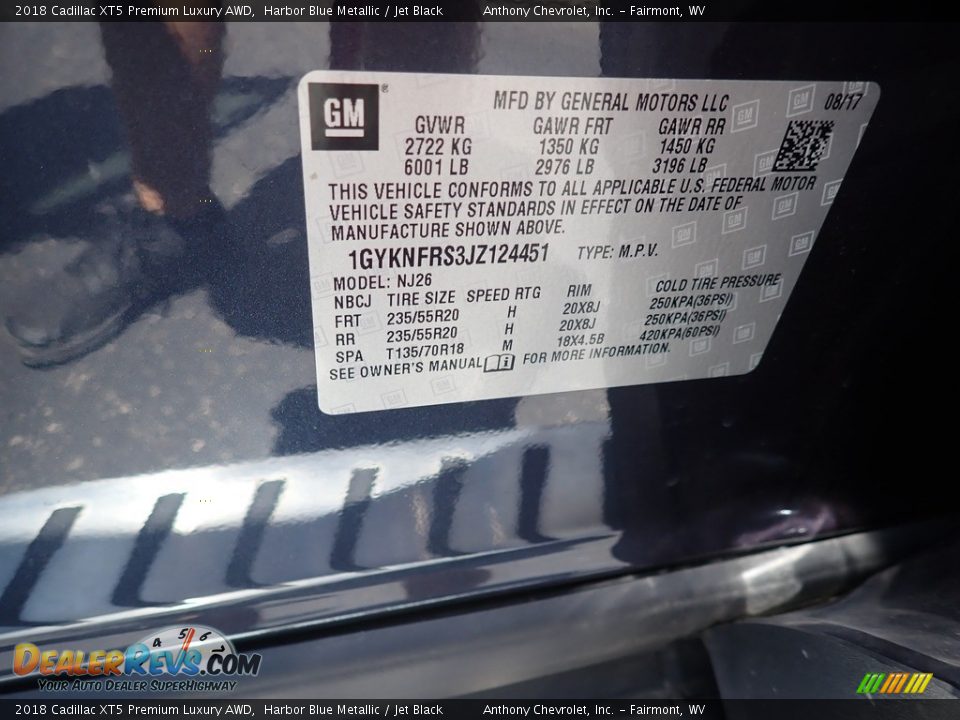 2018 Cadillac XT5 Premium Luxury AWD, Harbor Blue Metallic / Jet Black Anthony Chevrolet, Inc. - Fairmont, WV
GM
MFD BY GENERAL MOTORS LLC 08/17
GVWR GAWR FRT GAWR RR
2722 KG 1350 KG 1450 KG
6001 LB 2976 LB 3196 LB
THIS VEHICLE CONFORMS TO ALL APPLICABLE U.S. FEDERAL MOTOR
VEHICLE SAFETY STANDARDS IN EFFECT ON THE DATE OF
MANUFACTURE SHOWN ABOVE.
1GYKNFRS3JZ124451 TYPE: M.P.V.
MODEL: NJ26
NBCJ TIRE SIZE SPEED RTG RIM COLD TIRE PRESSURE
FRT 235/55R20 H 20X8J 250KPA(36PSI)
RR 235/55R20 H 20X8J 250KPA(36PSI)
SPA T135/70R18 M 18X4.5B 420KPA(60PSI)
SEE OWNER'S MANUAL FOR MORE INFORMATION.
4 5 6
DealerRevs.com
Your Auto Dealer SuperHighway
2018 Cadillac XT5 Premium Luxury AWD, Harbor Blue Metallic / Jet Black Anthony Chevrolet, Inc. - Fairmont, WV